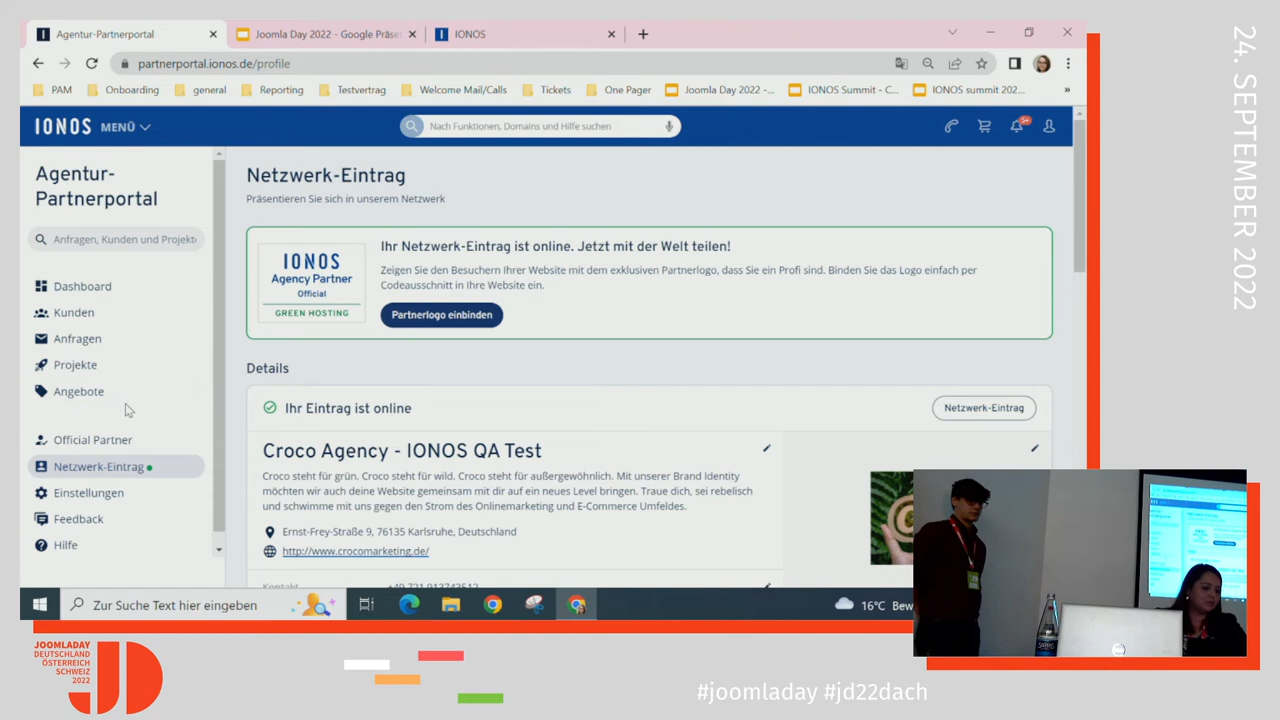 Agentur-Partnerportal
Joomla Day 2022 - Google Präse
IONOS
partnerportal.ionos.de/profile
PAM
Onboarding
general
Reporting
Testvertrag
Welcome Mail/Calls
Tickets
One Pager
Joomla Day 2022 -...
IONOS Summit - C...
IONOS summit 202...
»
IONOS MENÜ
Nach Funktionen, Domains und Hilfe suchen
5+
Agentur-
Partnerportal
Anfragen, Kunden und Projekt
Dashboard
Kunden
Anfragen
Projekte
Angebote
Official Partner
Netzwerk-Eintrag
Einstellungen
Feedback
Hilfe
Netzwerk-Eintrag
Präsentieren Sie sich in unserem Netzwerk
IONOS
Agency Partner
Official
GREEN HOSTING
Ihr Netzwerk-Eintrag ist online. Jetzt mit der Welt teilen!
Zeigen Sie den Besuchern Ihrer Website mit dem exklusiven Partnerlogo, dass Sie ein Profi sind. Binden Sie das Logo einfach per
Codeausschnitt in Ihre Website ein.
Partnerlogo einbinden
Details
Ihr Eintrag ist online
Netzwerk-Eintrag
Croco Agency - IONOS QA Test
Croco steht für grün. Croco steht für wild. Croco steht für außergewöhnlich. Mit unserer Brand Identity
möchten wir auch deine Website gemeinsam mit dir auf ein neues Level bringen. Traue dich, sei rebelisch
und schwimme mit uns gegen den Strom des Onlinemarketing und E-Commerce Umfeldes.
Ernst-Frey-Straße 9, 76135 Karlsruhe, Deutschland
http://www.crocomarketing.de/
Kontakt
+49 721 913743512
Zur Suche Text hier eingeben
16°C Bew
24. SEPTEMBER 2022
JOOMLADAY
DEUTSCHLAND
ÖSTERREICH
SCHWEIZ
2022
JD
#joomladay #jd22dach